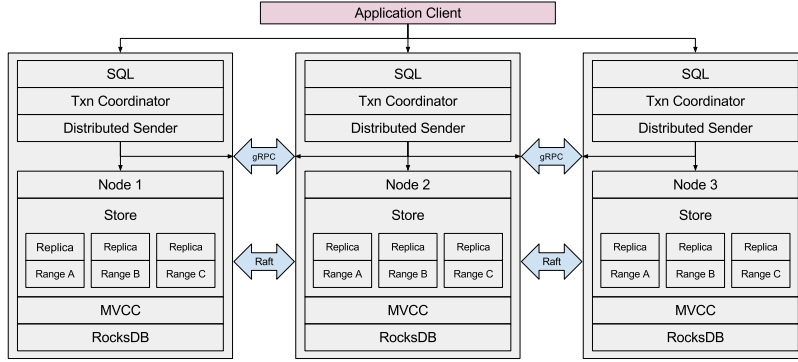 Application Client
SQL SQL SQL
Txn Coordinator Txn Coordinator Txn Coordinator
Distributed Sender Distributed Sender Distributed Sender
gRPC gRPC
Node 1 Node 2 Node 3
Store Store Store
Replica Replica Replica Replica Replica Replica Replica Replica Replica
Raft Raft
Range A Range B Range C Range A Range B Range C Range A Range B Range C
MVCC MVCC MVCC
RocksDB RocksDB RocksDB